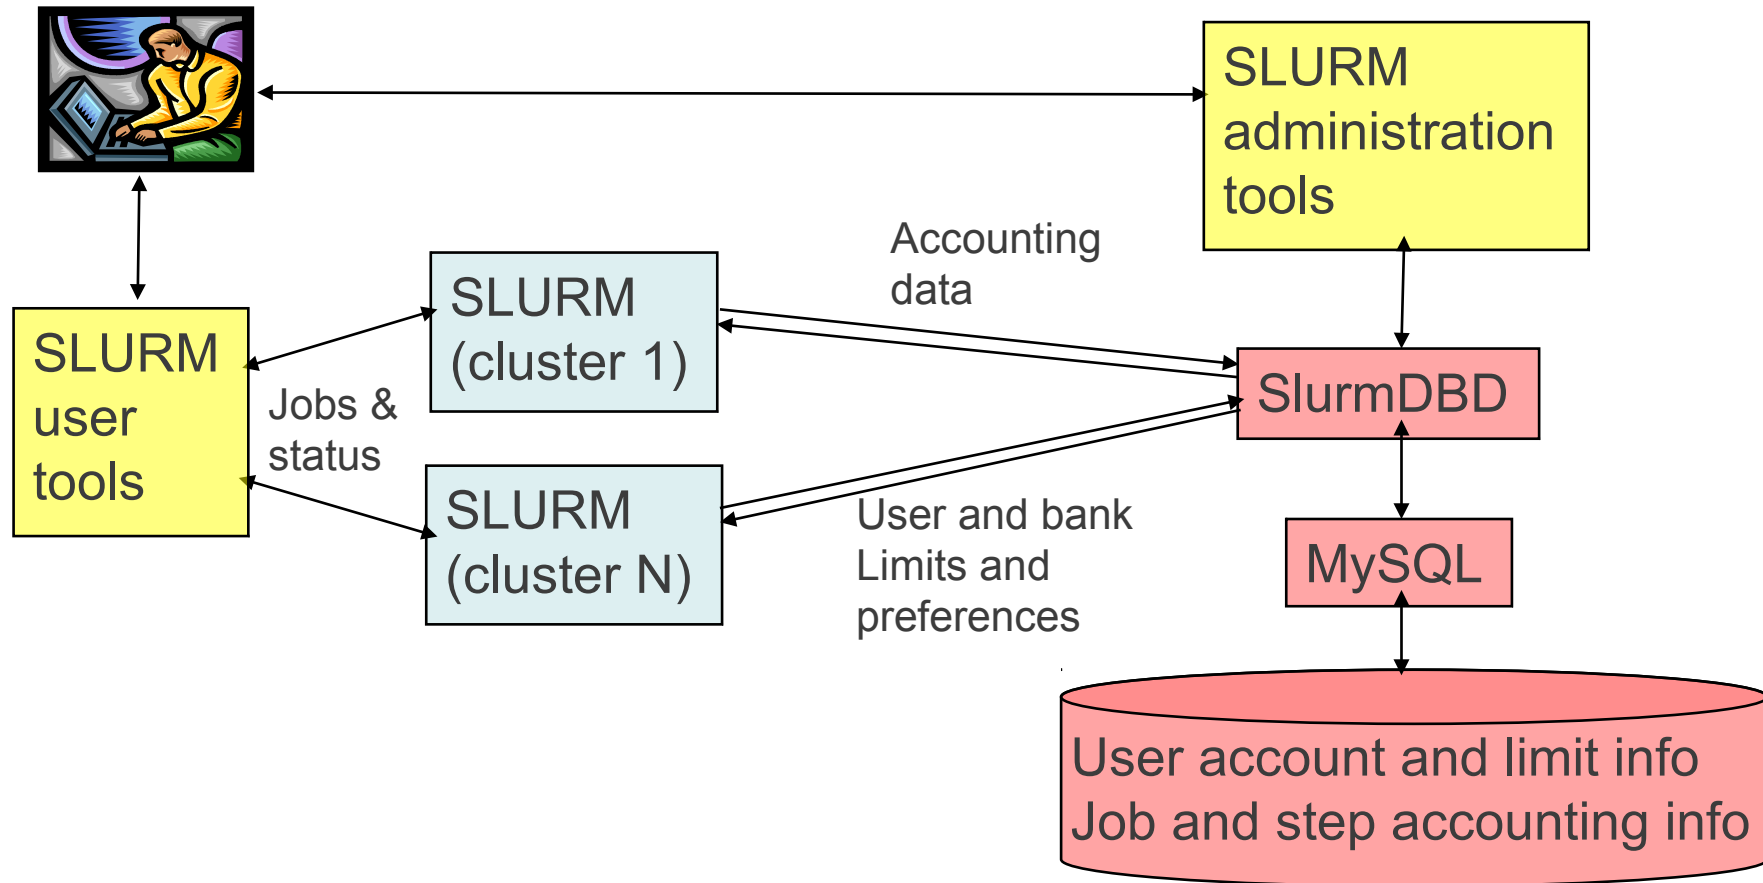 SLURM
administration
tools
Accounting
data
SLURM
(cluster 1)
SLURM
user
tools
Jobs &
status
SlurmDBD
SLURM
(cluster N)
User and bank
Limits and
preferences
MySQL
User account and limit info
Job and step accounting info